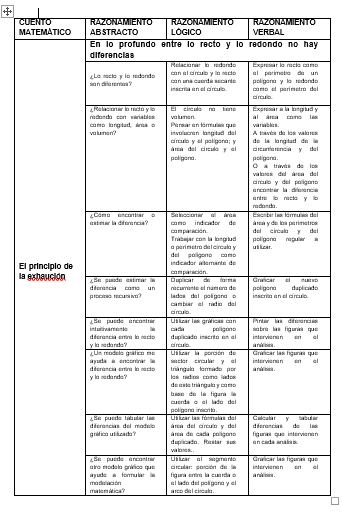 CUENTO MATEMÁTICO
RAZONAMIENTO ABSTRACTO
RAZONAMIENTO LÓGICO
RAZONAMIENTO VERBAL
En lo profundo entre lo recto y lo redondo no hay
diferencias
El principio de
la exhaución
¿Lo recto y lo redondo
son diferentes?
Relacionar lo redondo
con el círculo y lo recto
con una cuerda secante
inscrita en el círculo.
Expresar lo recto como
el perímetro de un
polígono y lo redondo
como el perímetro del
círculo.
¿Relacionar lo recto y lo
redondo con variables
como longitud, área o
volumen?
El círculo no tiene
volumen.
Pensar en fórmulas que
involucren longitud del
círculo y el polígono; y
área del círculo y el
polígono.
Expresar a la longitud y
al área como las
variables.
A través de los valores
de la longitud de la
circunferencia y del
polígono.
O a través de los
valores del área del
círculo y del polígono
encontrar la diferencia
entre lo recto y lo
redondo.
¿Cómo encontrar o
estimar la diferencia?
Seleccionar el área
como indicador de
comparación.
Trabajar con la longitud
o perímetro del círculo y
del polígono como
indicador alternante de
comparación.
Escribir las fórmulas del
área y de los perímetros
del círculo y del
polígono regular a
utilizar.
¿Se puede estimar la
diferencia como un
proceso recursivo?
Duplicar de forma
recurrente el número de
lados del polígono o
cambiar el radio del
círculo.
Graficar el nuevo
polígono duplicado
inscrito en el círculo.
¿Se puede encontrar
intuitivamente la
diferencia entre lo recto
y lo redondo?
Utilizar las gráficas con
cada polígono
duplicado inscrito en el
círculo.
Pintar las diferencias
sobre las figuras que
intervienen en el
análisis.
¿Un modelo gráfico me
ayuda a encontrar la
diferencia entre lo recto
y lo redondo?
Utilizar la porción de
sector circular y el
triángulo formado por
los radios como lados
de este triángulo y como
base de la figura la
cuerda o el lado del
polígono inscrito.
Graficar las figuras que
intervienen en el
análisis.
¿Se puede tabular las
diferencias del modelo
gráfico utilizado?
Utilizar las fórmulas del
área del círculo y del
área de cada polígono
duplicado. Restar sus
valores.
Calcular y tabular
diferencias de las
figuras que intervienen
en cada análisis.
¿Se puede encontrar
otro modelo gráfico que
ayude a formular la
modelación
matemática?
Utilizar el segmento
circular: porción de la
figura entre la cuerda o
el lado del polígono y el
arco del círculo.
Graficar las figuras que
intervienen en el
análisis.